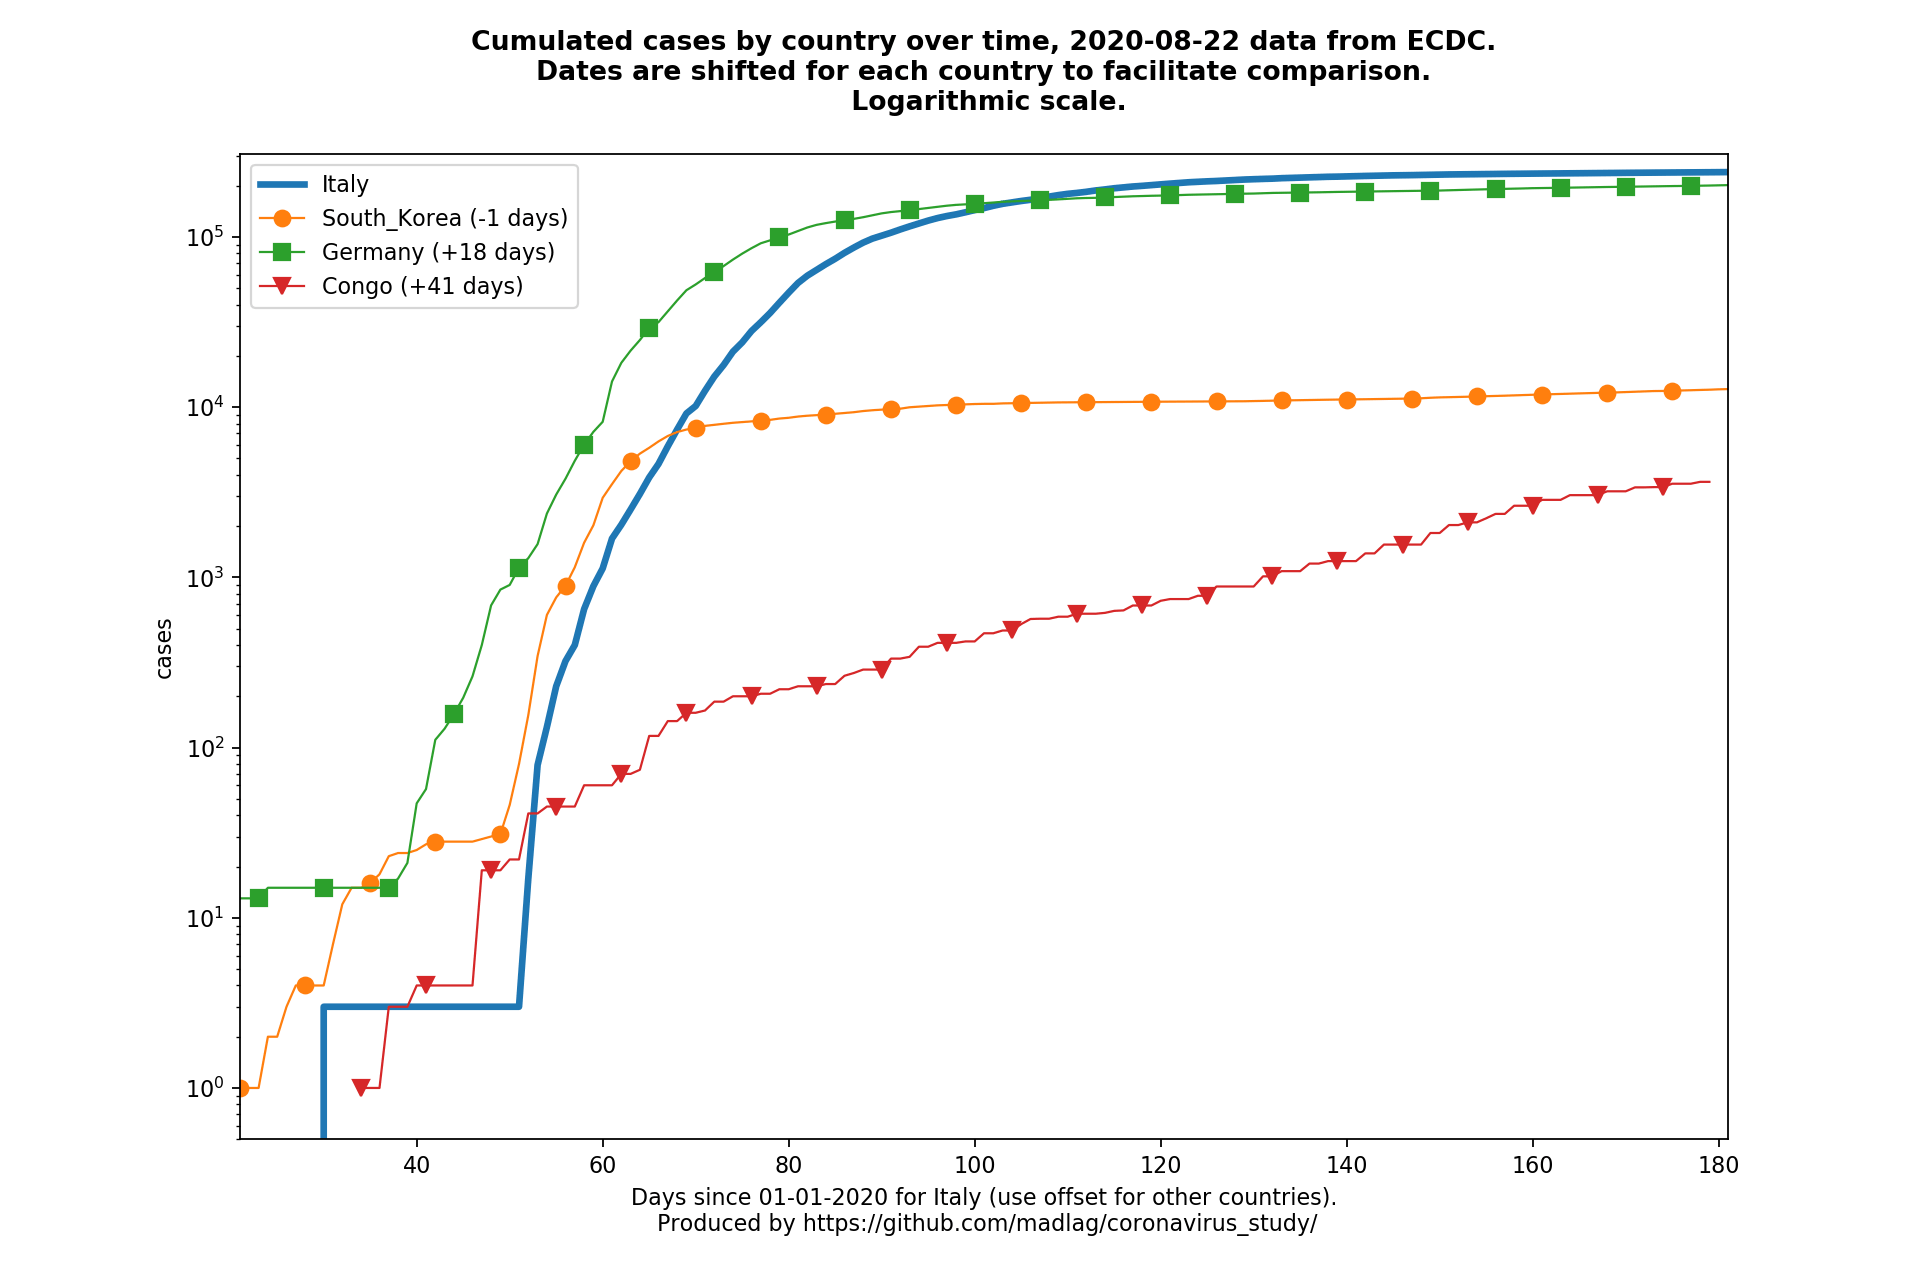 Cumulated cases by country over time, 2020-08-22 data from ECDC.
Dates are shifted for each country to facilitate comparison.
Logarithmic scale.
Italy
South_Korea (-1 days)
Germany (+18 days)
Congo (+41 days)
10⁵
10⁴
10³
10²
10¹
10⁰
cases
40 60 80 100 120 140 160 180
Days since 01-01-2020 for Italy (use offset for other countries).
Produced by https://github.com/madlag/coronavirus_study/